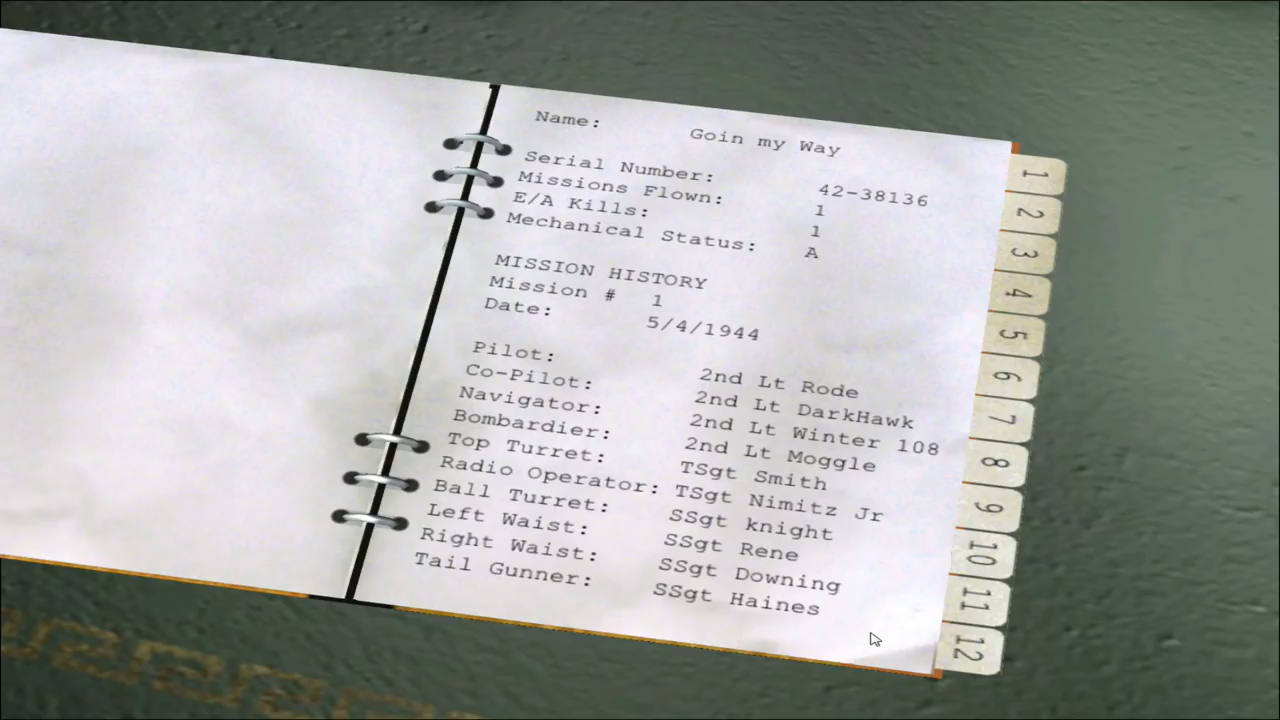 Name: Goin my Way
Serial Number: 42-38136
Missions Flown: 1
E/A Kills: 1
Mechanical Status: A
MISSION HISTORY
Mission # 1
Date: 5/4/1944
Pilot: 2nd Lt Rode
Co-Pilot: 2nd Lt DarkHawk
Navigator: 2nd Lt Winter 108
Bombardier: 2nd Lt Moggle
Top Turret: TSgt Smith
Radio Operator: TSgt Nimitz Jr
Ball Turret: SSgt knight
Left Waist: SSgt Rene
Right Waist: SSgt Downing
Tail Gunner: SSgt Haines
1
2
3
4
5
6
7
8
9
10
11
12